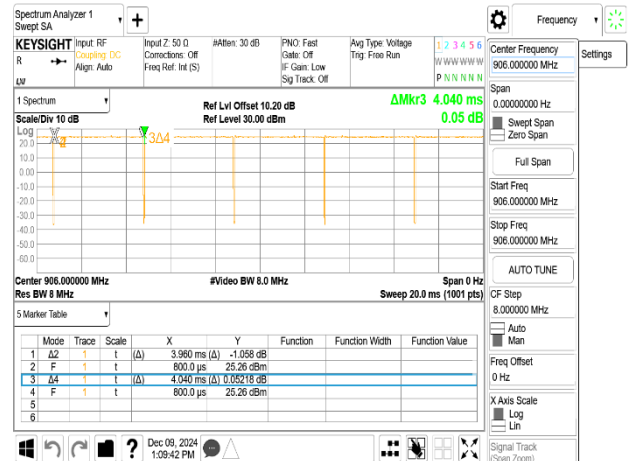 Spectrum Analyzer 1
Swept SA
Frequency
KEYSIGHT
R
Input: RF
Coupling: DC
Align: Auto
Input Z: 50 Ω
Corrections: Off
Freq Ref: Int (S)
#Atten: 30 dB
PNO: Fast
Gate: Off
IF Gain: Low
Sig Track: Off
Avg Type: Voltage
Trig: Free Run
1 2 3 4 5 6
W W W W W W
P N N N N N
1 Spectrum
Scale/Div 10 dB
Ref Lvl Offset 10.20 dB
Ref Level 30.00 dBm
ΔMkr3 4.040 ms
0.05 dB
Log
20.0
10.0
0.00
-10.0
-20.0
-30.0
-40.0
-50.0
-60.0
3Δ4
Center 906.000000 MHz
#Video BW 8.0 MHz
Span 0 Hz
Res BW 8 MHz
Sweep 20.0 ms (1001 pts)
5 Marker Table
Mode Trace Scale X Y Function Function Width Function Value
1 Δ2 1 t (Δ) 3.960 ms (Δ) -1.058 dB
2 F 1 t 800.0 µs 25.26 dBm
3 Δ4 1 t (Δ) 4.040 ms (Δ) 0.05218 dB
4 F 1 t 800.0 µs 25.26 dBm
5
6
Dec 09, 2024
1:09:42 PM
Center Frequency
906.000000 MHz
Settings
Span
0.00000000 Hz
Swept Span
Zero Span
Full Span
Start Freq
906.000000 MHz
Stop Freq
906.000000 MHz
AUTO TUNE
CF Step
8.000000 MHz
Auto
Man
Freq Offset
0 Hz
X Axis Scale
Log
Lin
Signal Track
(Span Zoom)